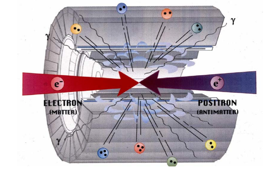 γ
γ
e⁻
e⁺
ELECTRON
POSITRON
(MATTER)
(ANTIMATTER)
γ